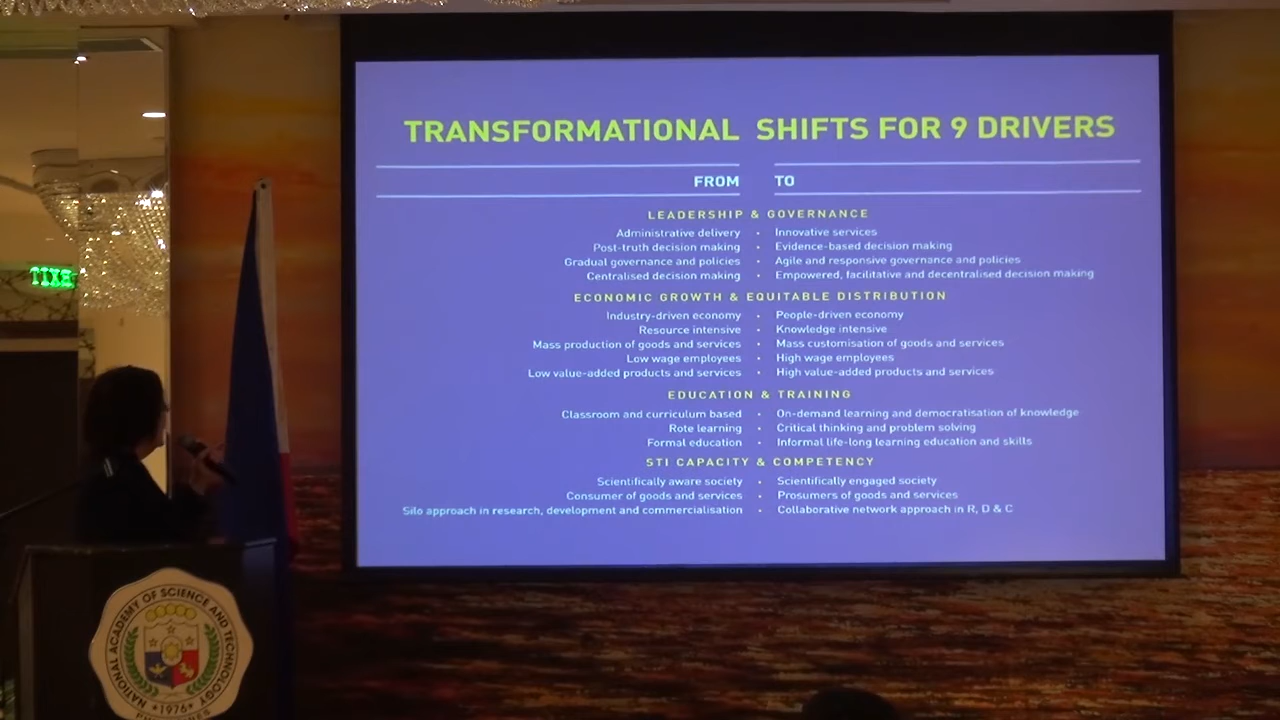 TRANSFORMATIONAL SHIFTS FOR 9 DRIVERS
FROM TO
LEADERSHIP & GOVERNANCE
Administrative delivery • Innovative services
Post-truth decision making • Evidence-based decision making
Gradual governance and policies • Agile and responsive governance and policies
Centralised decision making • Empowered, facilitative and decentralised decision making
ECONOMIC GROWTH & EQUITABLE DISTRIBUTION
Industry-driven economy • People-driven economy
Resource intensive • Knowledge intensive
Mass production of goods and services • Mass customisation of goods and services
Low wage employees • High wage employees
Low value-added products and services • High value-added products and services
EDUCATION & TRAINING
Classroom and curriculum based • On-demand learning and democratisation of knowledge
Rote learning • Critical thinking and problem solving
Formal education • Informal life-long learning education and skills
STI CAPACITY & COMPETENCY
Scientifically aware society • Scientifically engaged society
Consumer of goods and services • Prosumers of goods and services
Silo approach in research, development and commercialisation • Collaborative network approach in R, D & C
EXIT
NATIONAL ACADEMY OF SCIENCE AND TECHNOLOGY
PHILIPPINES
*1976*